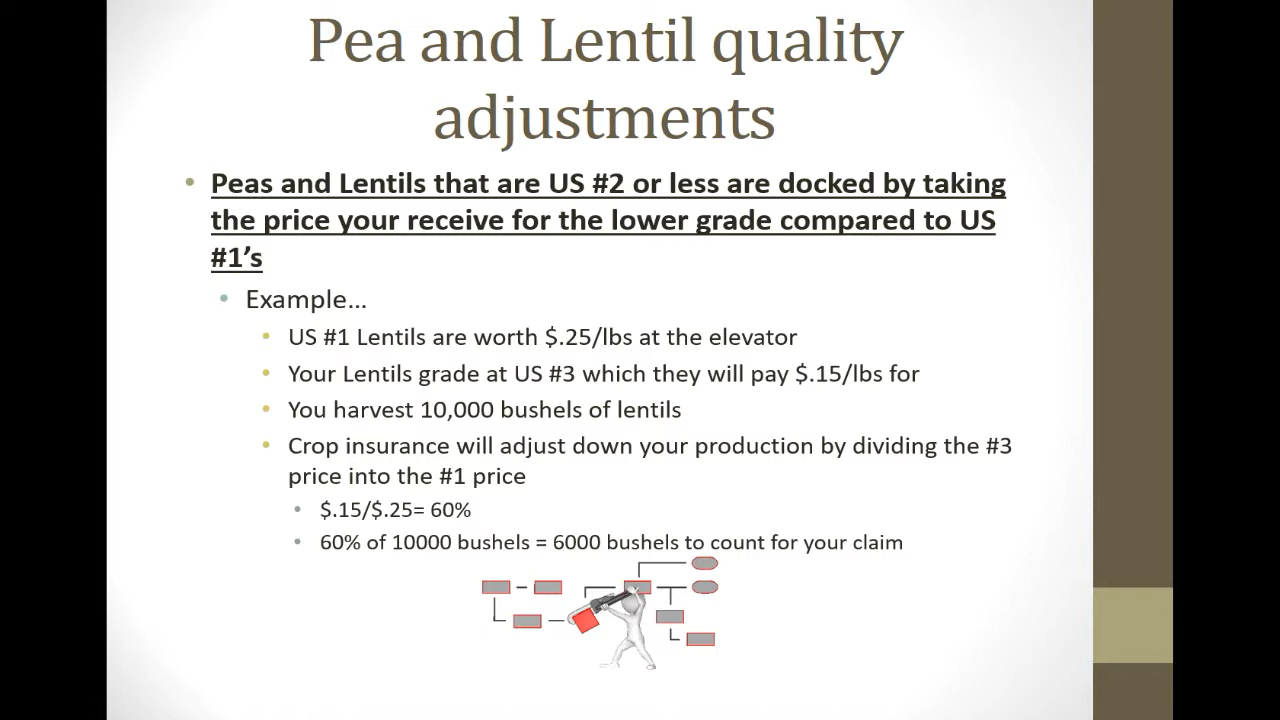 Pea and Lentil quality
adjustments
• Peas and Lentils that are US #2 or less are docked by taking
the price your receive for the lower grade compared to US
#1’s
• Example…
• US #1 Lentils are worth $.25/lbs at the elevator
• Your Lentils grade at US #3 which they will pay $.15/lbs for
• You harvest 10,000 bushels of lentils
• Crop insurance will adjust down your production by dividing the #3
price into the #1 price
• $.15/$.25= 60%
• 60% of 10000 bushels = 6000 bushels to count for your claim